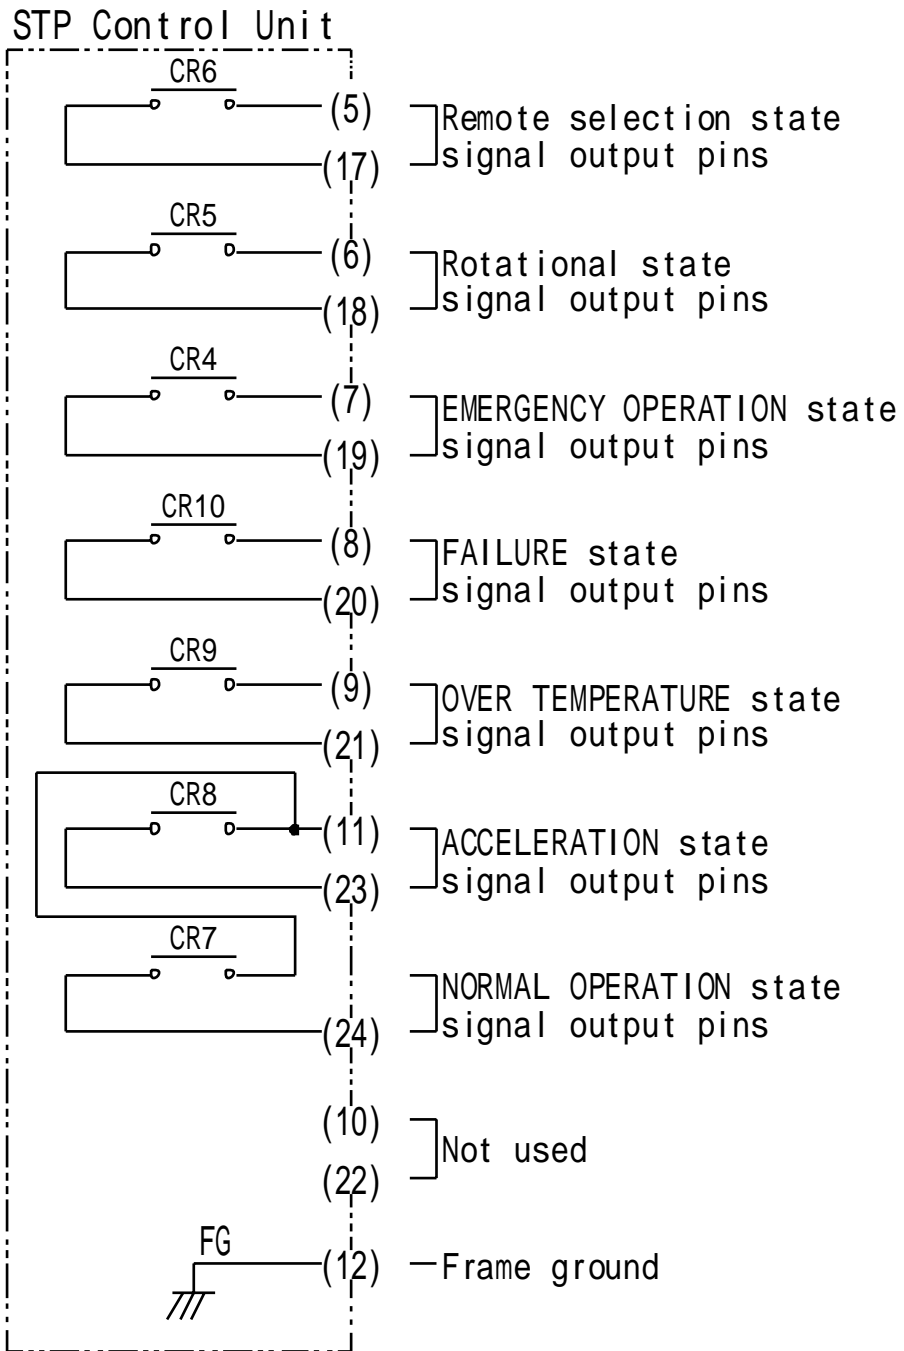 STP Control Unit
CR6
(5)
Remote selection state
signal output pins
(17)
CR5
(6)
Rotational state
signal output pins
(18)
CR4
(7)
EMERGENCY OPERATION state
signal output pins
(19)
CR10
(8)
FAILURE state
signal output pins
(20)
CR9
(9)
OVER TEMPERATURE state
signal output pins
(21)
CR8
(11)
ACCELERATION state
signal output pins
(23)
CR7
NORMAL OPERATION state
signal output pins
(24)
(10)
Not used
(22)
FG
(12)
Frame ground